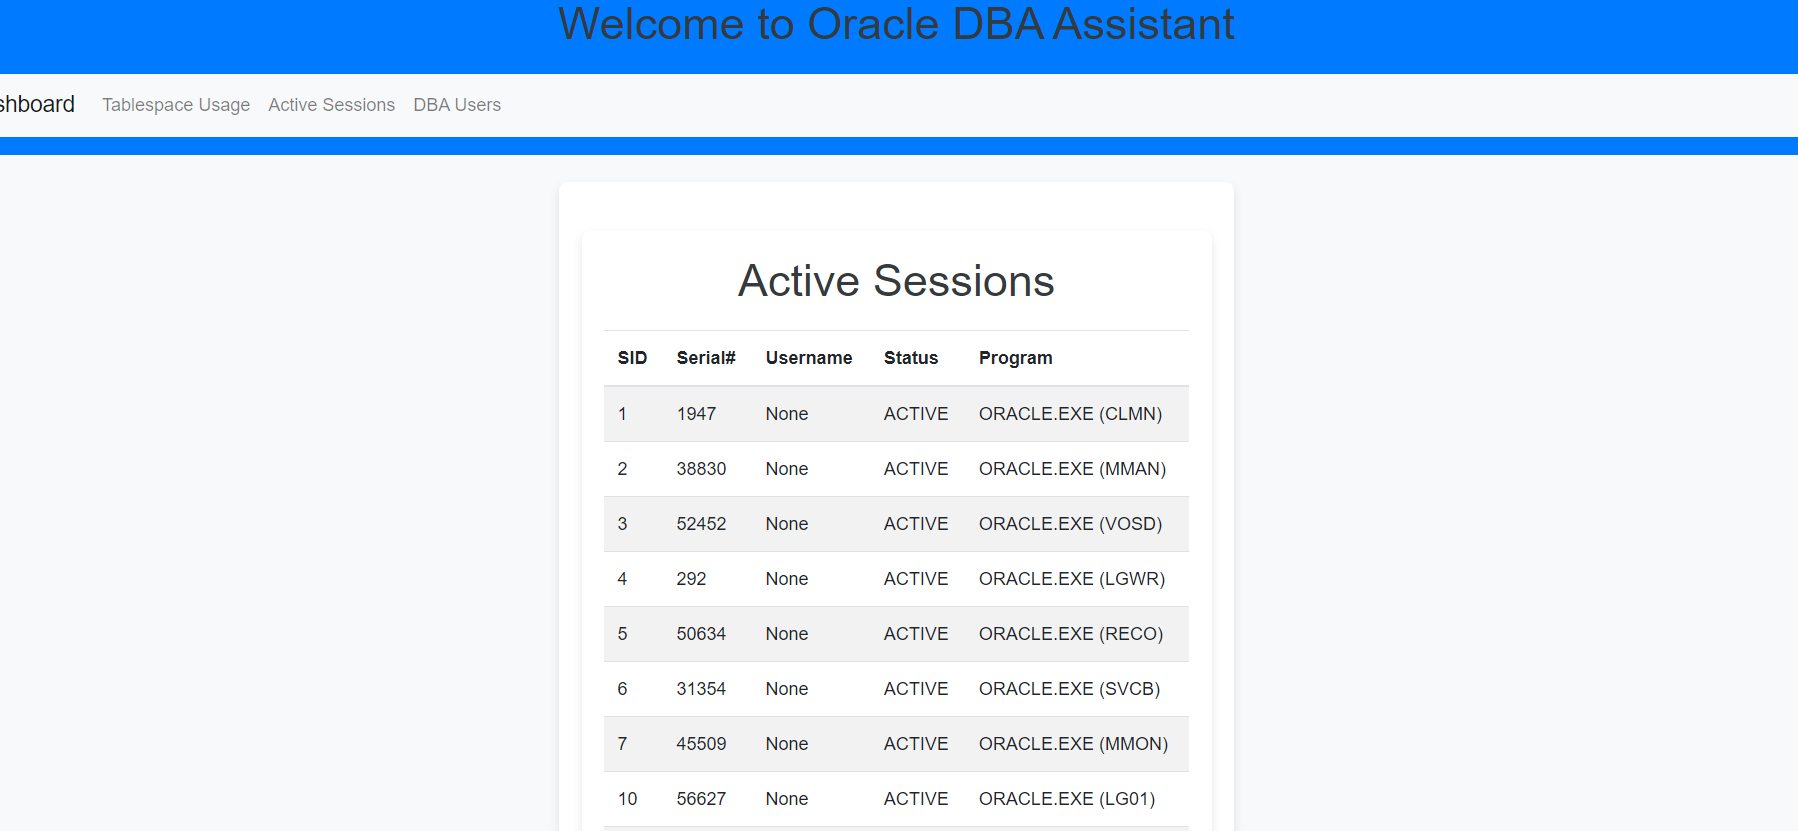 Welcome to Oracle DBA Assistant
shboard Tablespace Usage Active Sessions DBA Users
Active Sessions
SID Serial# Username Status Program
1 1947 None ACTIVE ORACLE.EXE (CLMN)
2 38830 None ACTIVE ORACLE.EXE (MMAN)
3 52452 None ACTIVE ORACLE.EXE (VOSD)
4 292 None ACTIVE ORACLE.EXE (LGWR)
5 50634 None ACTIVE ORACLE.EXE (RECO)
6 31354 None ACTIVE ORACLE.EXE (SVCB)
7 45509 None ACTIVE ORACLE.EXE (MMON)
10 56627 None ACTIVE ORACLE.EXE (LG01)